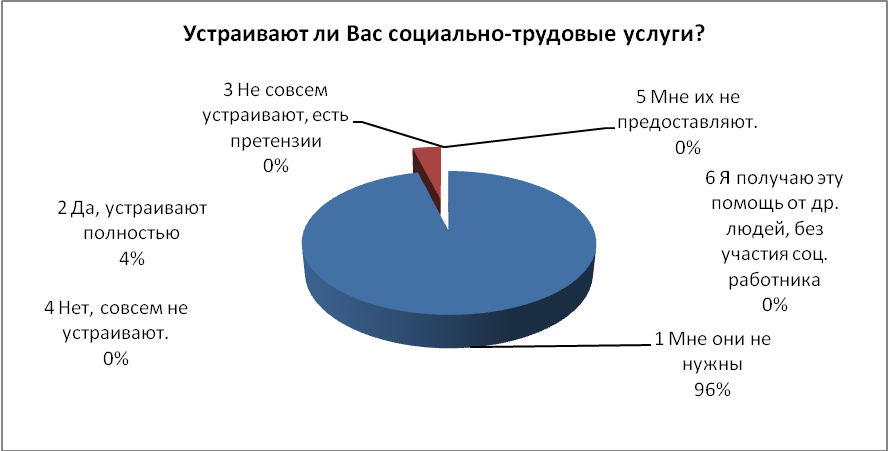 Устраивают ли Вас социально-трудовые услуги?
3 Не совсем
устраивают, есть
претензии
0%
5 Мне их не
предоставляют.
0%
6 Я получаю эту
помощь от др.
людей, без
участия соц.
работника
0%
2 Да, устраивают
полностью
4%
4 Нет, совсем не
устраивают.
0%
1 Мне они не
нужны
96%